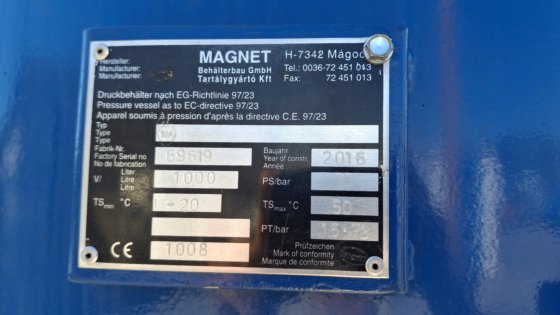 Hersteller: MAGNET H-7342 Mágocs
Manufacturer: Behälterbau GmbH Tel.: 0036-72 451 013
Manufacturier: Tartálygyártó Kft Fax: 72 451 013
Druckbehälter nach EG-Richtlinie 97/23
Pressure vessel as to EC-directive 97/23
Appareil soumis à pression d'après la directive C.E. 97/23
Typ
Type
Type
Fabrik-Nr. Baujahr
Factory Serial no 69619 Year of constr. 2016
No de fabrication Année
Liter
V/ Litre 1000 PS/bar
Litre
TSmin °C -20 TSmax °C 50
PT/bar
CE 1008 Prüfzeichen
Mark of conformity
Marque de conformité